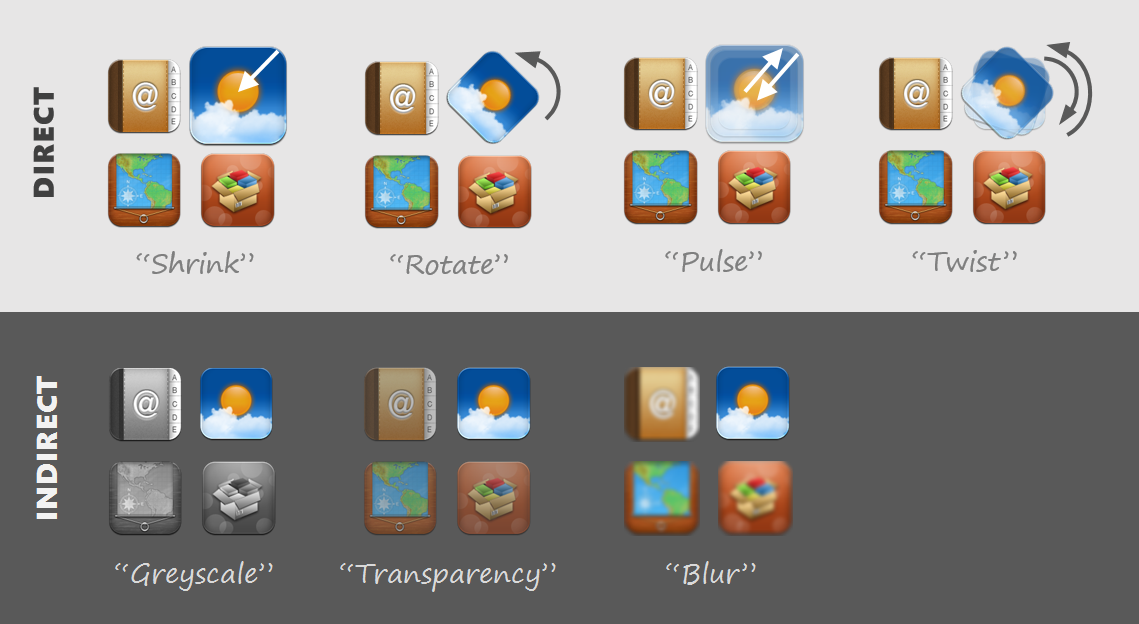 DIRECT
@
A
B
C
D
E
@
A
B
C
D
E
@
A
B
C
D
E
@
A
B
C
D
E
“Shrink”
“Rotate”
“Pulse”
“Twist”
INDIRECT
@
A
B
C
D
E
@
A
B
C
D
E
@
“Greyscale”
“Transparency”
“Blur”